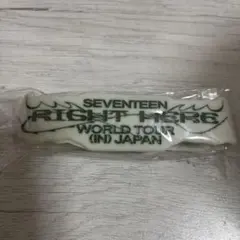 SEVENTEEN
RIGHT HERE
WORLD TOUR
(IN) JAPAN